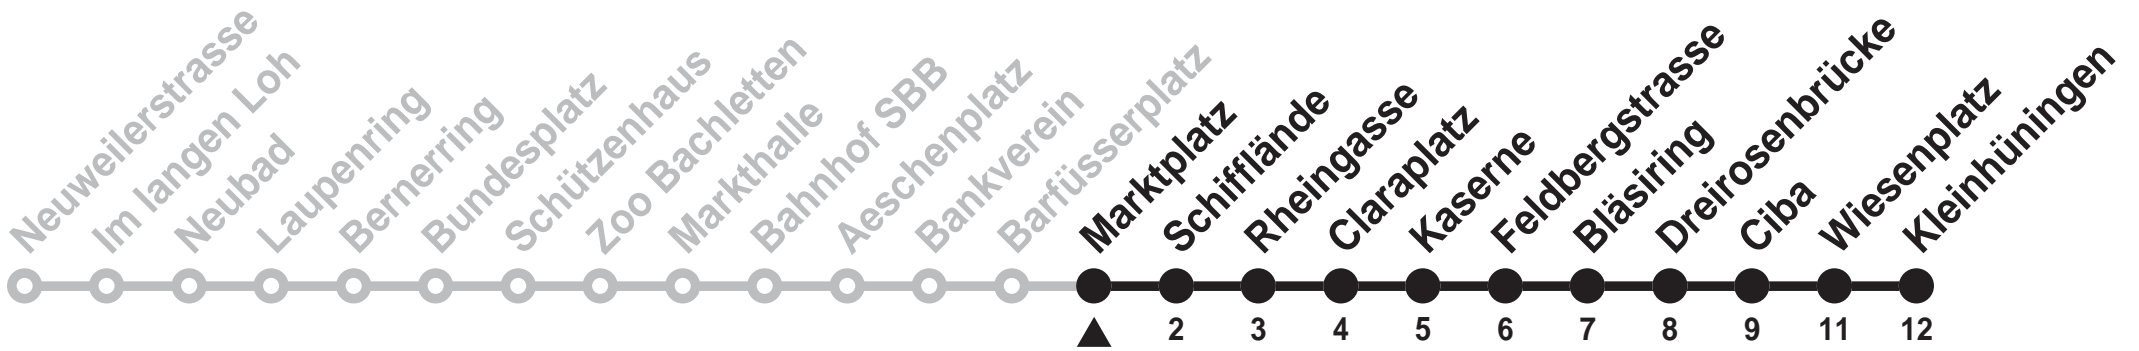 Neuweilerstrasse
Im langen Loh
Neubad
Laupenring
Bernerring
Bundesplatz
Schützenhaus
Zoo Bachletten
Markthalle
Bahnhof SBB
Aeschenplatz
Bankverein
Barfüsserplatz
Marktplatz
Schifflände
Rheingasse
Claraplatz
Kaserne
Feldbergstrasse
Bläsiring
Dreirosenbrücke
Ciba
Wiesenplatz
Kleinhüningen
2 3 4 5 6 7 8 9 11 12